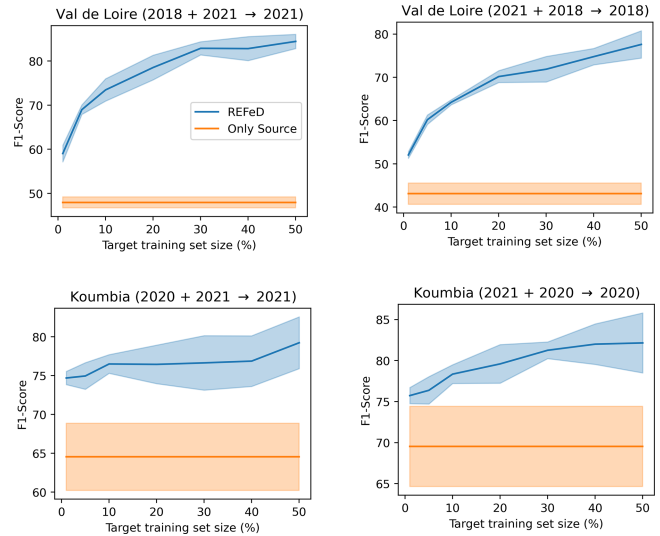 Val de Loire (2018 + 2021 → 2021)
F1-Score
80
70
60
50
REFeD
Only Source
0 10 20 30 40 50
Target training set size (%)
Val de Loire (2021 + 2018 → 2018)
F1-Score
80
70
60
50
40
0 10 20 30 40 50
Target training set size (%)
Koumbia (2020 + 2021 → 2021)
F1-Score
80
75
70
65
60
0 10 20 30 40 50
Target training set size (%)
Koumbia (2021 + 2020 → 2020)
F1-Score
85
80
75
70
65
0 10 20 30 40 50
Target training set size (%)